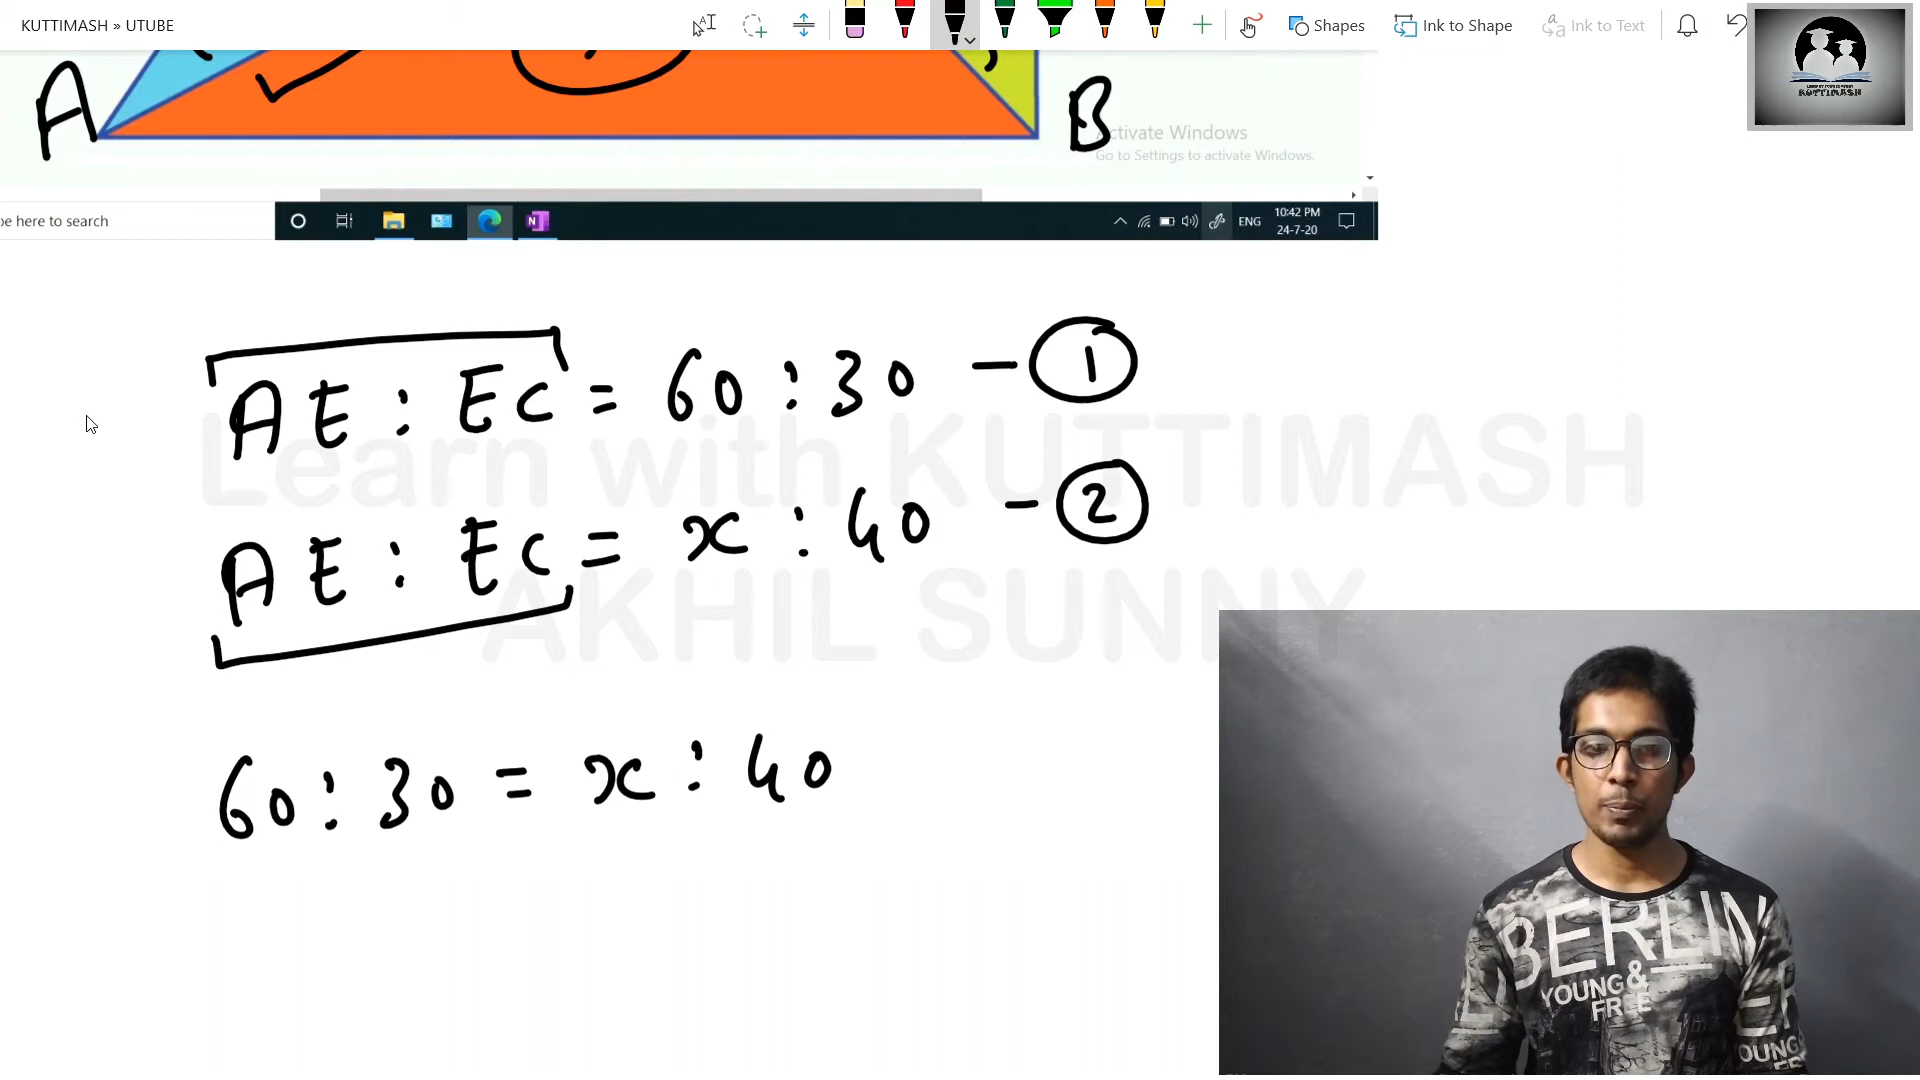 KUTTIMASH » UTUBE
Shapes
Ink to Shape
Ink to Text
KUTTIMASH
A
B
Activate Windows
Go to Settings to activate Windows.
pe here to search
ENG
10:42 PM
24-7-20
AE : EC = 60 : 30 - 1
Learn with KUTTIMASH
AE : EC = x : 40 - 2
AKHIL SUNNY
60 : 30 = x : 40
BERLIN
YOUNG &
FREE
YOUNG